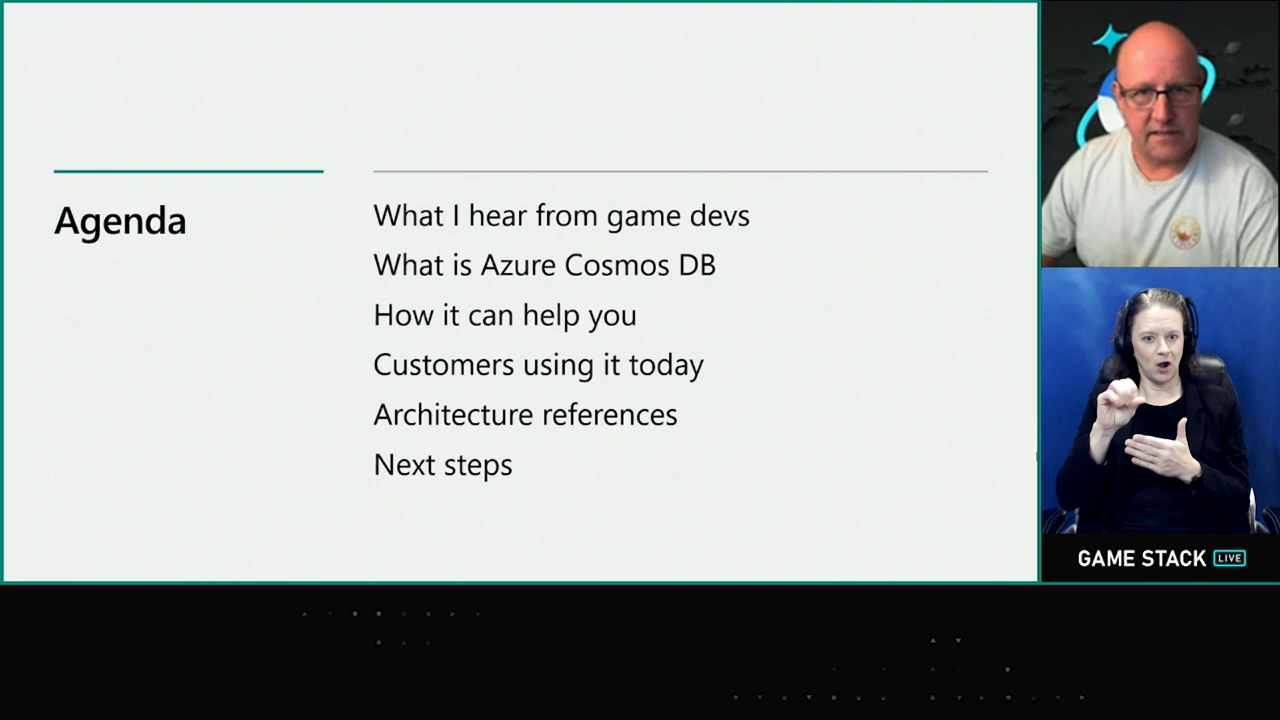 Agenda
What I hear from game devs
What is Azure Cosmos DB
How it can help you
Customers using it today
Architecture references
Next steps
GAME STACK LIVE